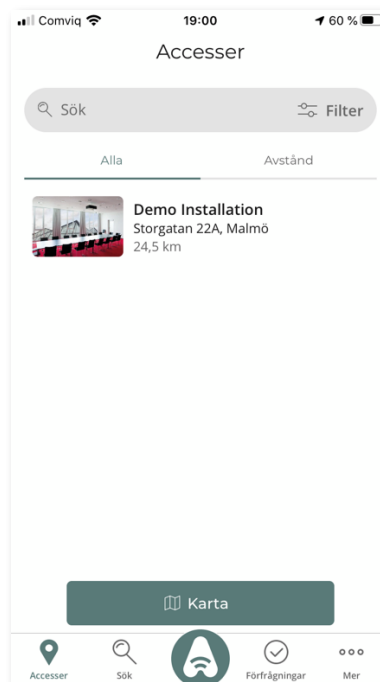 Comviq 19:00 60 %
Accesser
Sök Filter
Alla Avstånd
Demo Installation
Storgatan 22A, Malmö
24,5 km
Karta
Accesser Sök Förfrågningar Mer